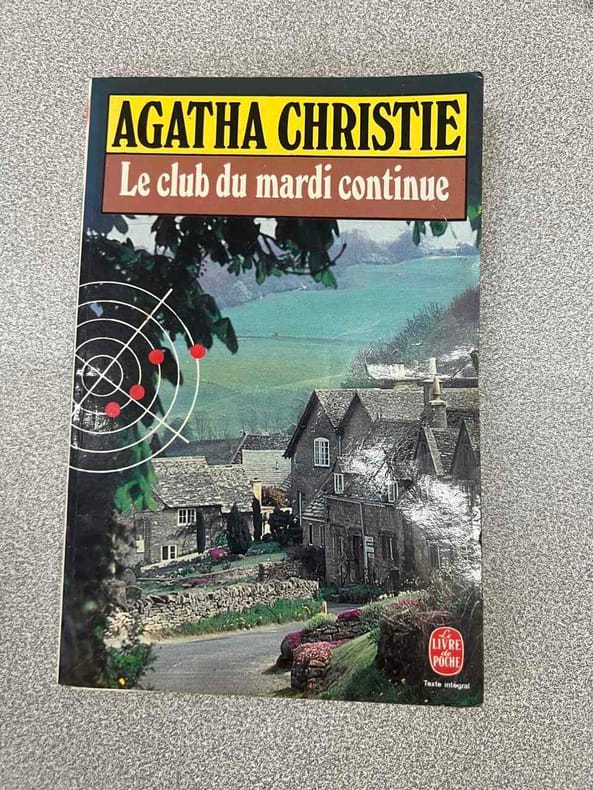 AGATHA CHRISTIE
Le club du mardi continue
Le
LIVRE
de
POCHE
Texte intégral